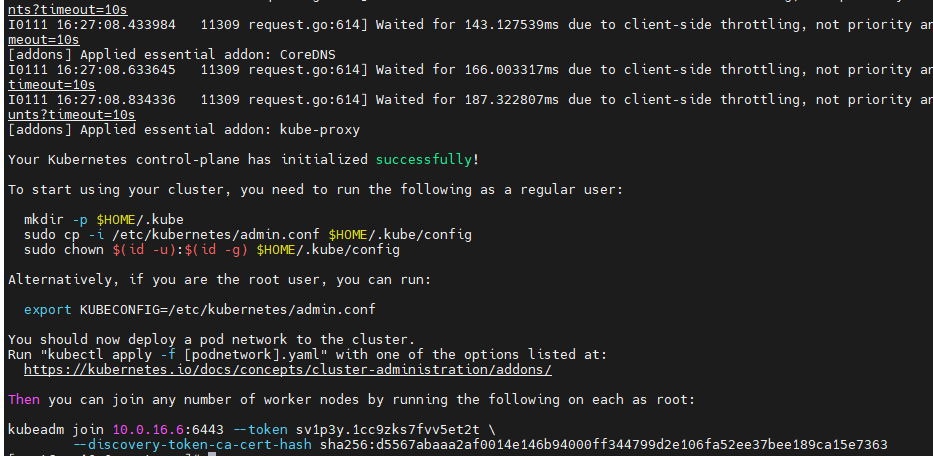 nts?timeout=10s
I0111 16:27:08.433984   11309 request.go:614] Waited for 143.127539ms due to client-side throttling, not priority an
meout=10s
[addons] Applied essential addon: CoreDNS
I0111 16:27:08.633645   11309 request.go:614] Waited for 166.003317ms due to client-side throttling, not priority an
timeout=10s
I0111 16:27:08.834336   11309 request.go:614] Waited for 187.322807ms due to client-side throttling, not priority an
unts?timeout=10s
[addons] Applied essential addon: kube-proxy

Your Kubernetes control-plane has initialized successfully!

To start using your cluster, you need to run the following as a regular user:

  mkdir -p $HOME/.kube
  sudo cp -i /etc/kubernetes/admin.conf $HOME/.kube/config
  sudo chown $(id -u):$(id -g) $HOME/.kube/config

Alternatively, if you are the root user, you can run:

  export KUBECONFIG=/etc/kubernetes/admin.conf

You should now deploy a pod network to the cluster.
Run "kubectl apply -f [podnetwork].yaml" with one of the options listed at:
  https://kubernetes.io/docs/concepts/cluster-administration/addons/

Then you can join any number of worker nodes by running the following on each as root:

kubeadm join 10.0.16.6:6443 --token sv1p3y.1cc9zks7fvv5et2t \
        --discovery-token-ca-cert-hash sha256:d5567abaaa2af0014e146b94000ff344799d2e106fa52ee37bee189ca15e7363